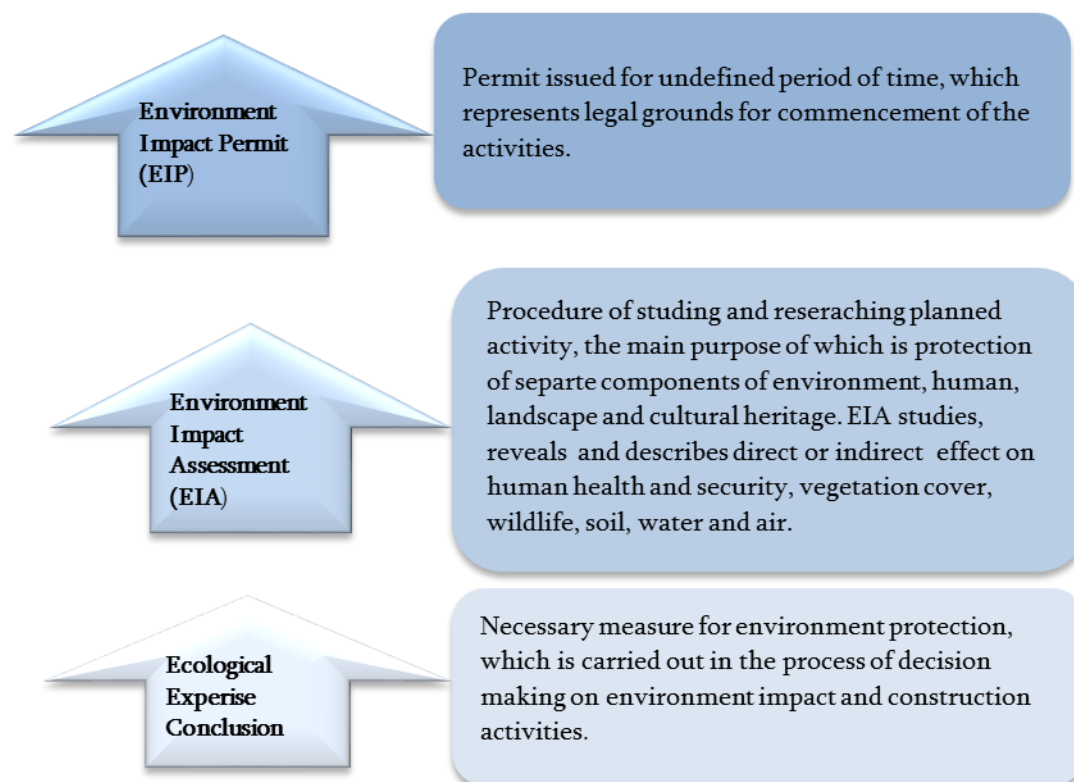 Environment
Impact Permit
(EIP)
Permit issued for undefined period of time, which
represents legal grounds for commencement of the
activities.
Environment
Impact
Assessment
(EIA)
Procedure of studing and reseraching planned
activity, the main purpose of which is protection
of separte components of environment, human,
landscape and cultural heritage. EIA studies,
reveals and describes direct or indirect effect on
human health and security, vegetation cover,
wildlife, soil, water and air.
Ecological
Experise
Conclusion
Necessary measure for environment protection,
which is carried out in the process of decision
making on environment impact and construction
activities.